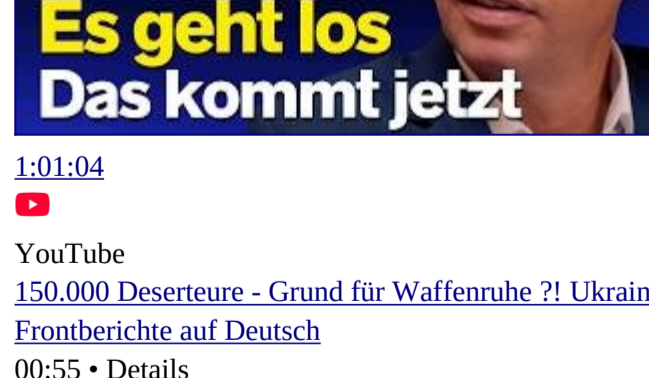 Es geht los
Das kommt jetzt
1:01:04
YouTube
150.000 Deserteure - Grund für Waffenruhe ?! Ukrain
Frontberichte auf Deutsch
00:55 • Details